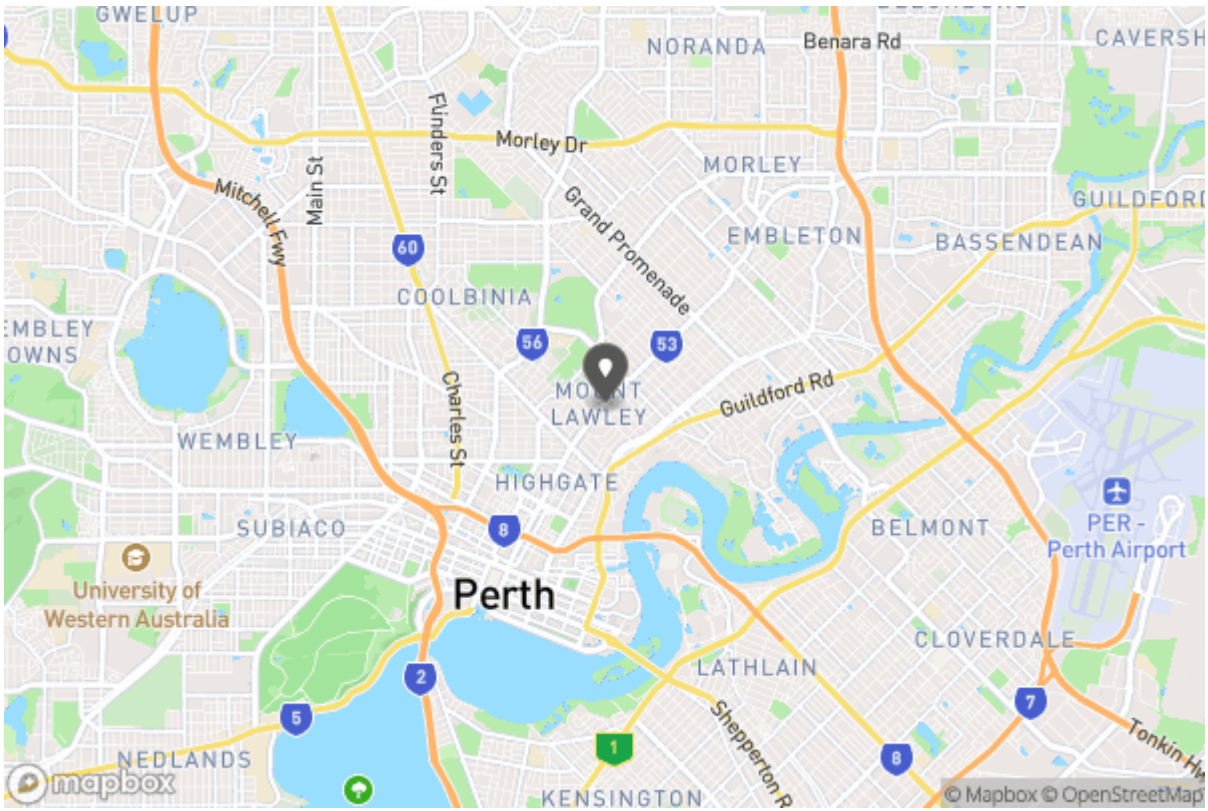 GWELUP
NORANDA
Benara Rd
CAVERSH
Flinders St
Morley Dr
MORLEY
Main St
Mitchell Fwy
Grand Promenade
GUILDFORD
EMBLETON
BASSENDEAN
60
COOLBINIA
EMBLEY
OWNS
56
53
MOUNT
LAWLEY
Charles St
Guildford Rd
WEMBLEY
HIGHGATE
SUBIACO
8
BELMONT
PER -
Perth Airport
University of
Western Australia
Perth
CLOVERDALE
LATHLAIN
2
7
5
Shepperton R
1
Tonkin Hw
NEDLANDS
8
mapbox
KENSINGTON
© Mapbox © OpenStreetMap